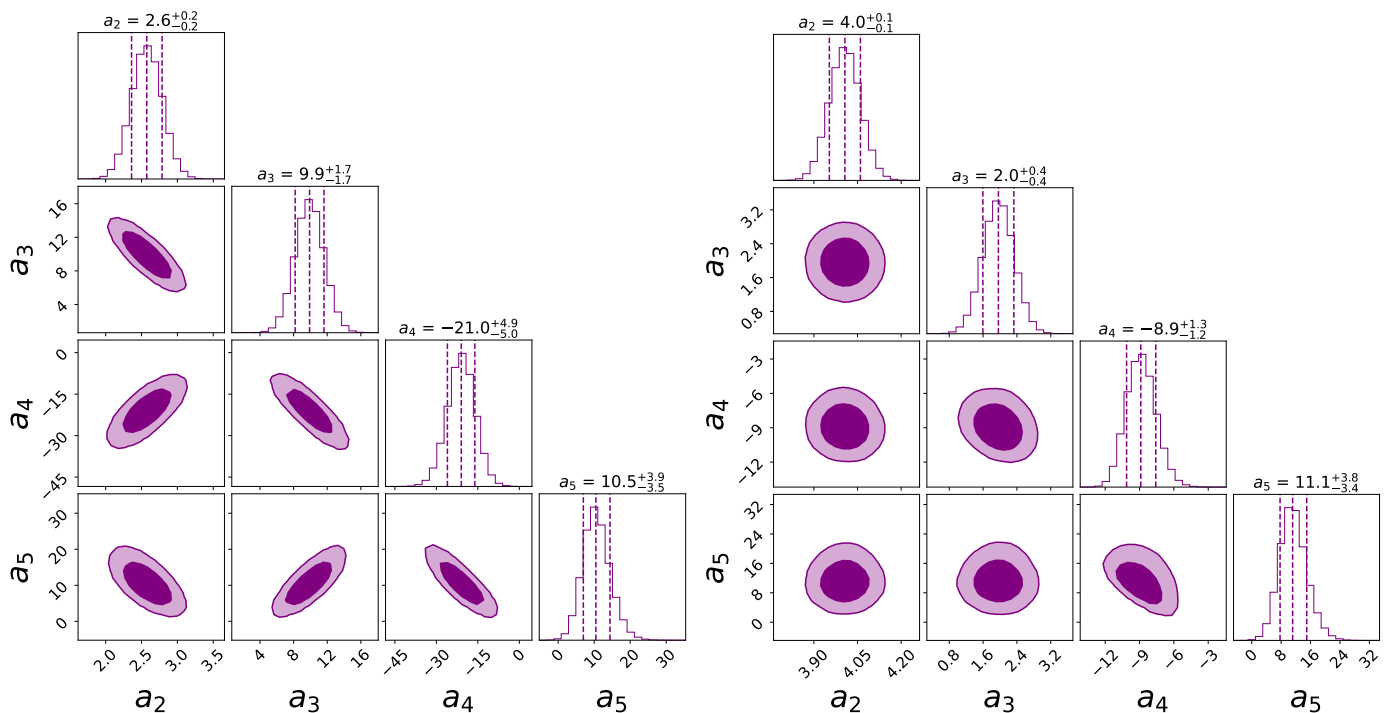 a₂ = 2.6⁺⁰·²₋₀.₂
a₃ = 9.9⁺¹·⁷₋₁.₇
a₄ = −21.0⁺⁴·⁹₋₅.₀
a₅ = 10.5⁺³·⁹₋₃.₅
16
12
8
4
a₃
0
−15
−30
−45
a₄
30
20
10
0
a₅
2.0 2.5 3.0 3.5
a₂
4 8 12 16
a₃
−45 −30 −15 0
a₄
0 10 20 30
a₅
a₂ = 4.0⁺⁰·¹₋₀.₁
a₃ = 2.0⁺⁰·⁴₋₀.₄
a₄ = −8.9⁺¹·³₋₁.₂
a₅ = 11.1⁺³·⁸₋₃.₄
3.2
2.4
1.6
0.8
a₃
−3
−6
−9
−12
a₄
32
24
16
8
0
a₅
3.90 4.05 4.20
a₂
0.8 1.6 2.4 3.2
a₃
−12 −9 −6 −3
a₄
0 8 16 24 32
a₅